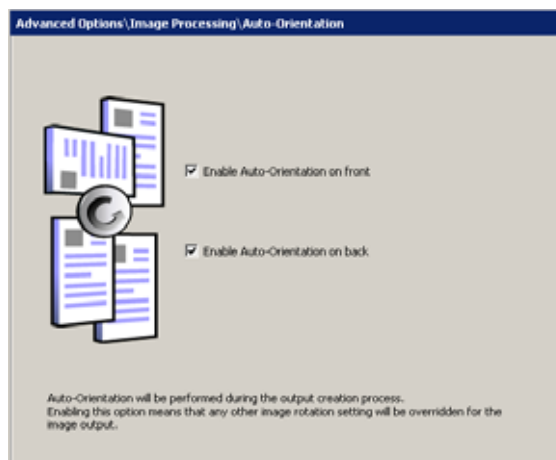 Advanced Options\Image Processing\Auto-Orientation
Enable Auto-Orientation on front
Enable Auto-Orientation on back
Auto-Orientation will be performed during the output creation process.
Enabling this option means that any other image rotation setting will be overridden for the
image output.